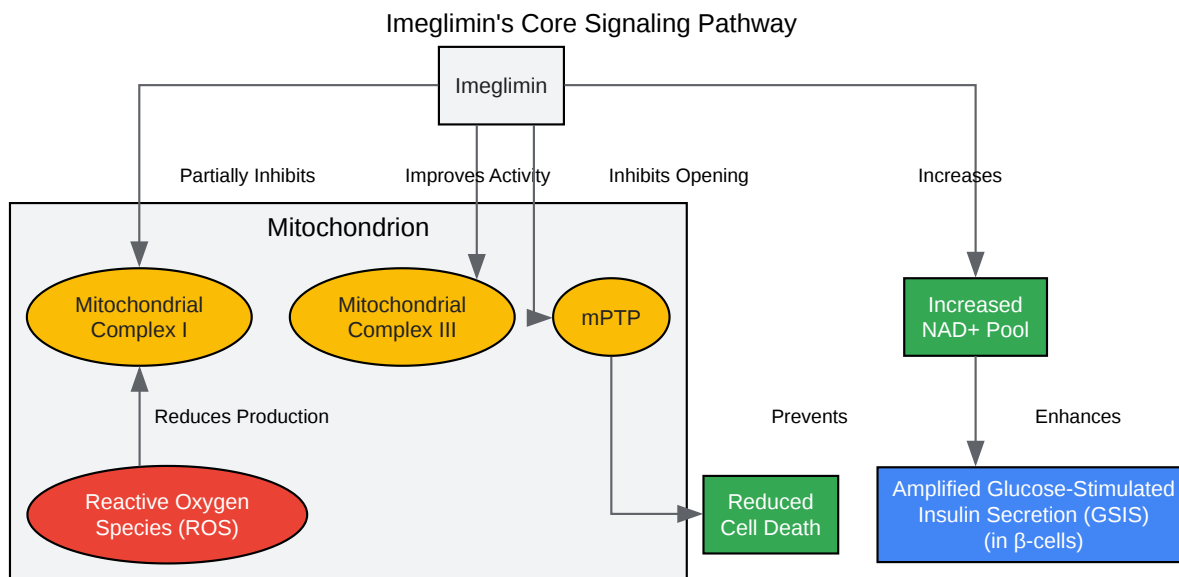 Imeglimin's Core Signaling Pathway
Imeglimin
Partially Inhibits
Improves Activity
Inhibits Opening
Increases
Mitochondrion
Mitochondrial
Complex I
Mitochondrial
Complex III
mPTP
Increased
NAD+ Pool
Reduces Production
Prevents
Enhances
Reactive Oxygen
Species (ROS)
Reduced
Cell Death
Amplified Glucose-Stimulated
Insulin Secretion (GSIS)
(in β-cells)